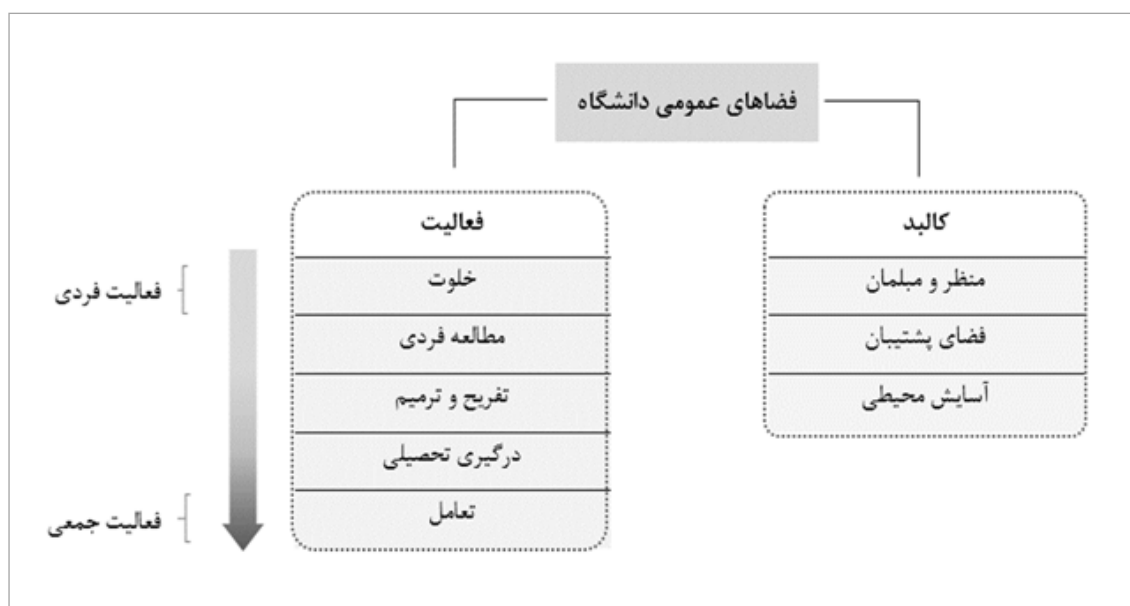 فضاهای عمومی دانشگاه
کالبد
منظر و مبلمان
فضای پشتیبان
آسایش محیطی
فعالیت
خلوت
مطالعه فردی
تفریح و ترمیم
درگیری تحصیلی
تعامل
فعالیت فردی
فعالیت جمعی